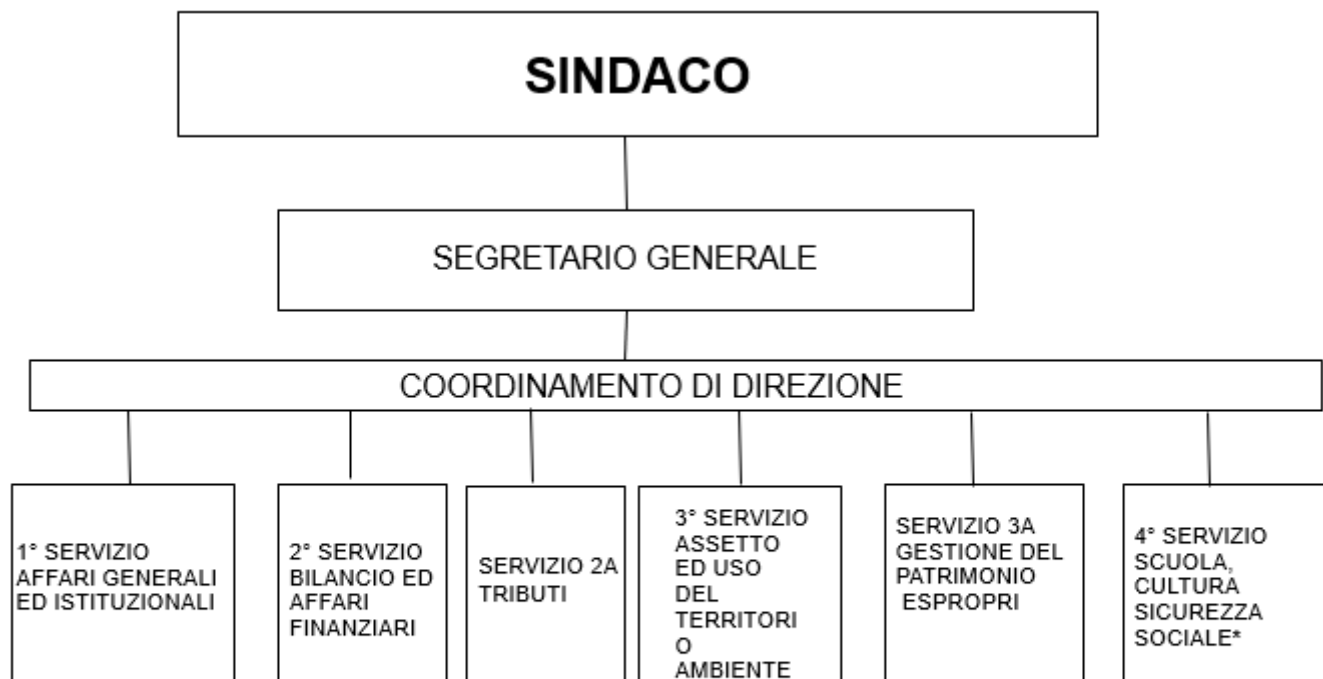 SINDACO
SEGRETARIO GENERALE
COORDINAMENTO DI DIREZIONE
1° SERVIZIO
AFFARI GENERALI
ED ISTITUZIONALI
2° SERVIZIO
BILANCIO ED
AFFARI
FINANZIARI
SERVIZIO 2A
TRIBUTI
3° SERVIZIO
ASSETTO
ED USO
DEL
TERRITORI
O
AMBIENTE
SERVIZIO 3A
GESTIONE DEL
PATRIMONIO
ESPROPRI
4° SERVIZIO
SCUOLA,
CULTURA
SICUREZZA
SOCIALE*